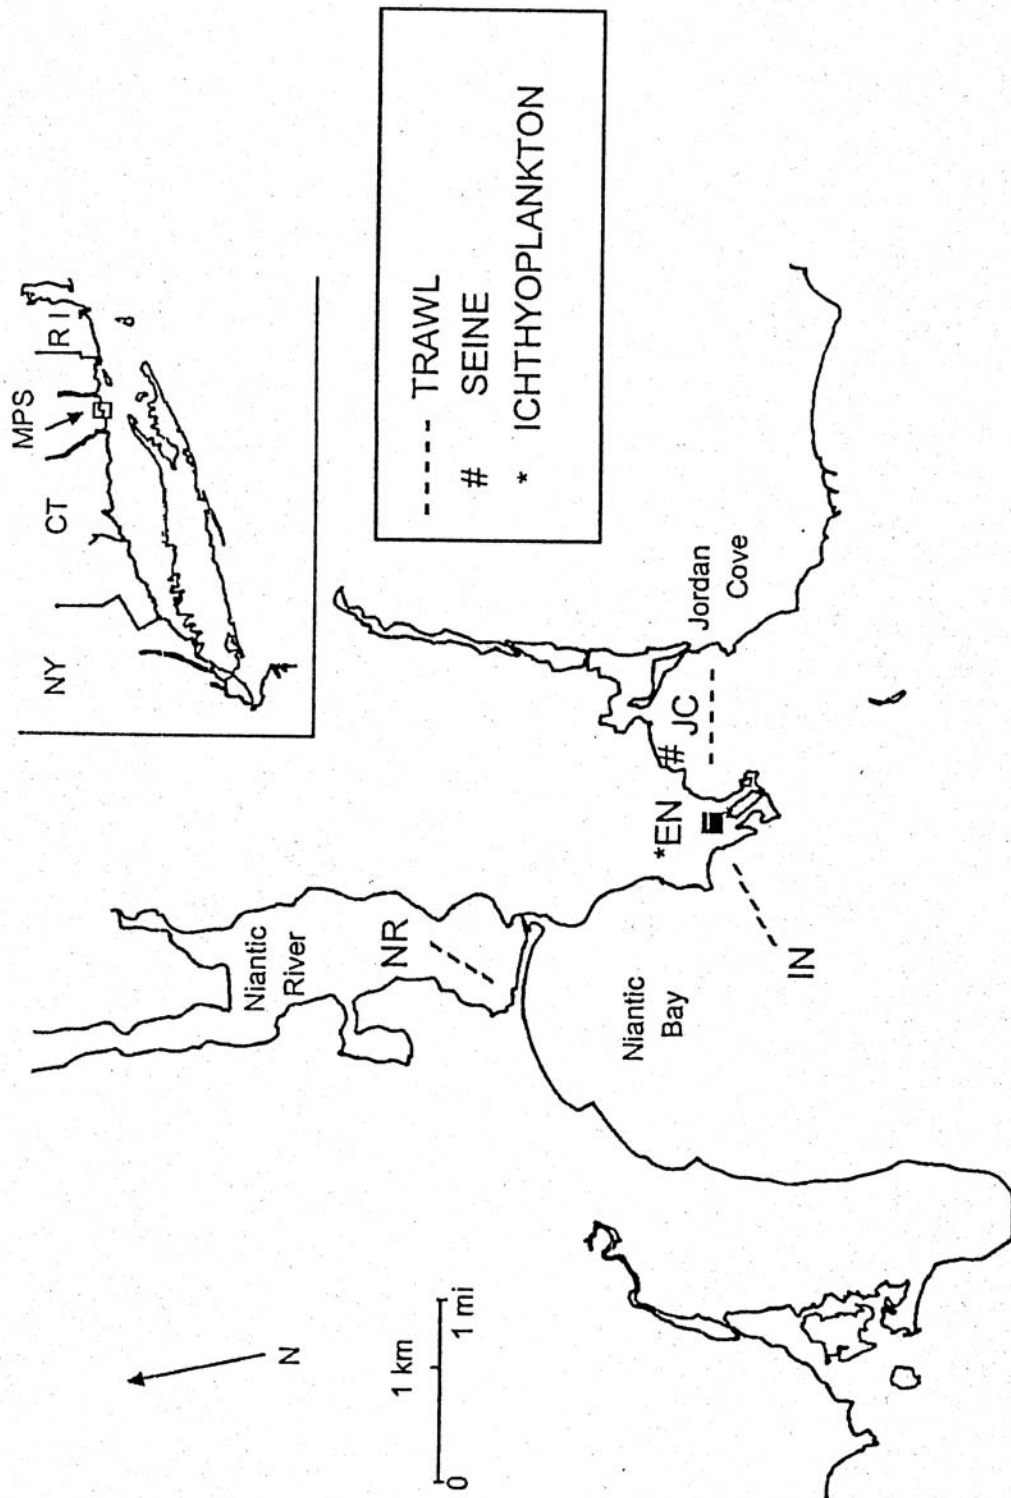 NY
CT
MPS
R I
---- TRAWL
# SEINE
* ICHTHYOPLANKTON
Niantic
River
NR
Jordan
Cove
# JC
*EN
Niantic
Bay
IN
N
1 km
0
1 mi